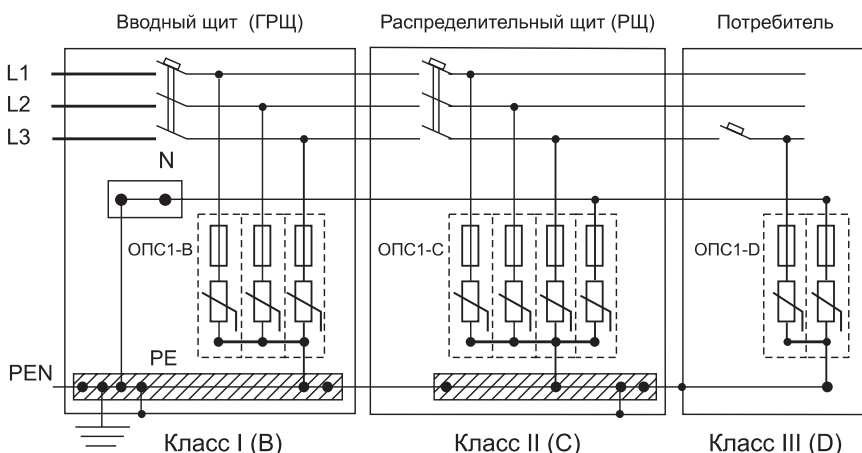 Вводный щит (ГРЩ)
Распределительный щит (РЩ)
Потребитель
L1
L2
L3
N
ОПС1-В
ОПС1-С
ОПС1-D
PE
PEN
Класс I (В)
Класс II (С)
Класс III (D)